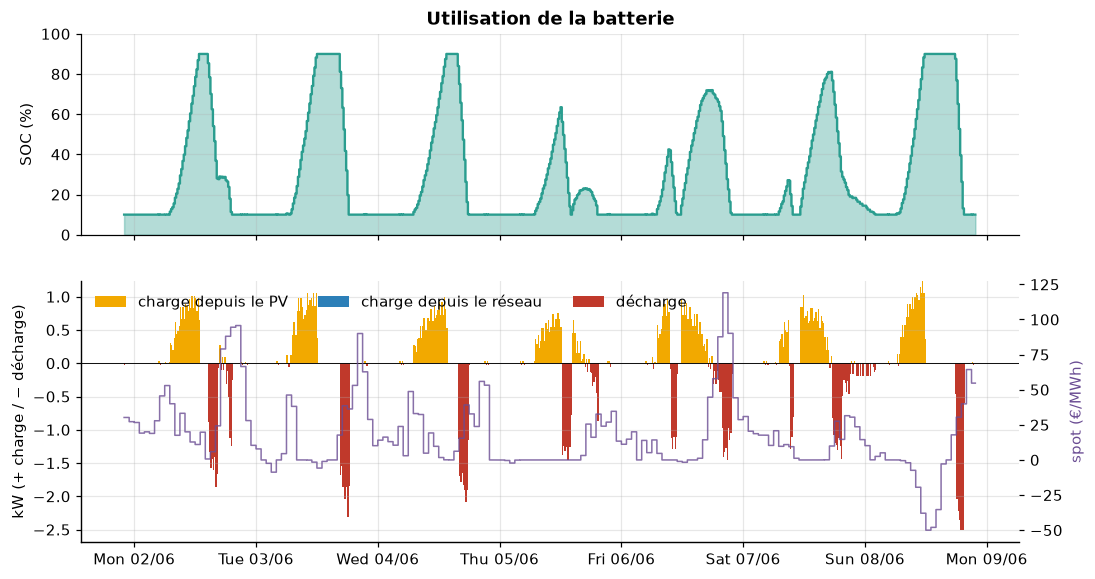 Utilisation de la batterie
100
80
60
40
20
0
SOC (%)
charge depuis le PV
charge depuis le réseau
décharge
1.0
0.5
0.0
−0.5
−1.0
−1.5
−2.0
−2.5
kW (+ charge / − décharge)
125
100
75
50
25
0
−25
−50
spot (€/MWh)
Mon 02/06 Tue 03/06 Wed 04/06 Thu 05/06 Fri 06/06 Sat 07/06 Sun 08/06 Mon 09/06